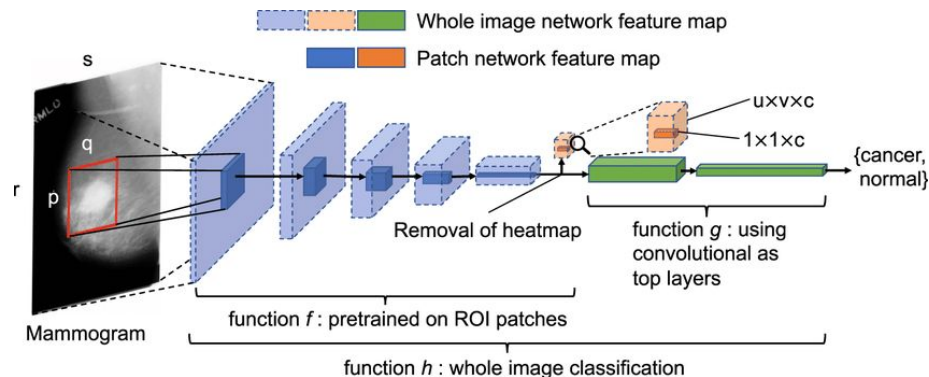 Whole image network feature map
Patch network feature map
s
MLO
q
r
p
u×v×c
1×1×c
{cancer,
normal}
Removal of heatmap
function g : using
convolutional as
top layers
function f : pretrained on ROI patches
Mammogram
function h : whole image classification